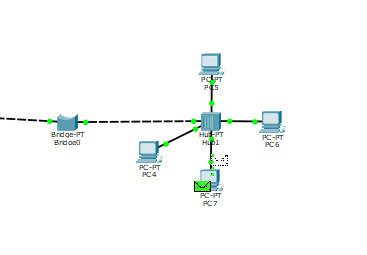 PC-PT
PC5
Bridge-PT
Bridge0
Hub-PT
Hub1
PC-PT
PC6
PC-PT
PC4
PC-PT
PC7